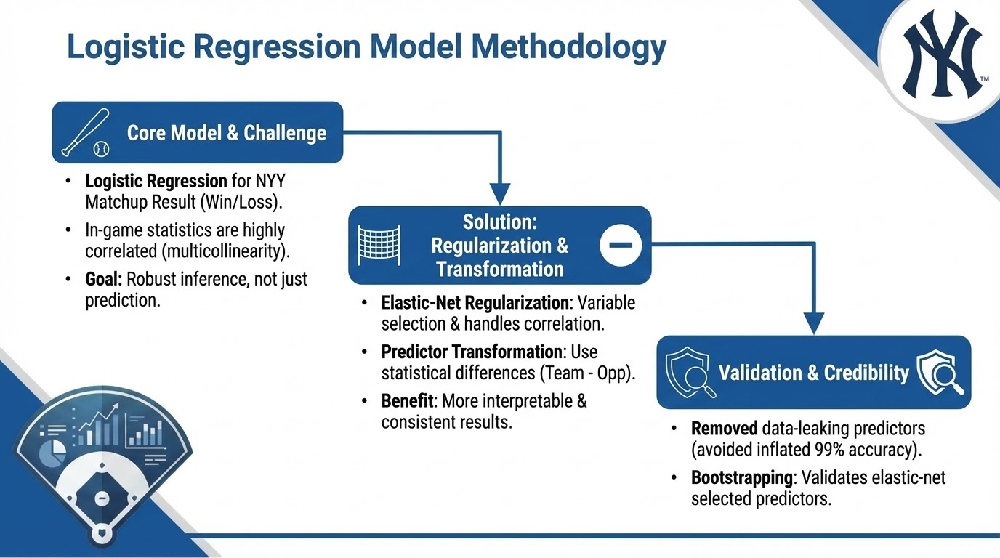 Logistic Regression Model Methodology
NY
TM
Core Model & Challenge
• Logistic Regression for NYY
Matchup Result (Win/Loss).
• In-game statistics are highly
correlated (multicollinearity).
• Goal: Robust inference, not just
prediction.
Solution:
Regularization &
Transformation
• Elastic-Net Regularization: Variable
selection & handles correlation.
• Predictor Transformation: Use
statistical differences (Team - Opp).
• Benefit: More interpretable &
consistent results.
Validation & Credibility
• Removed data-leaking predictors
(avoided inflated 99% accuracy).
• Bootstrapping: Validates elastic-net
selected predictors.